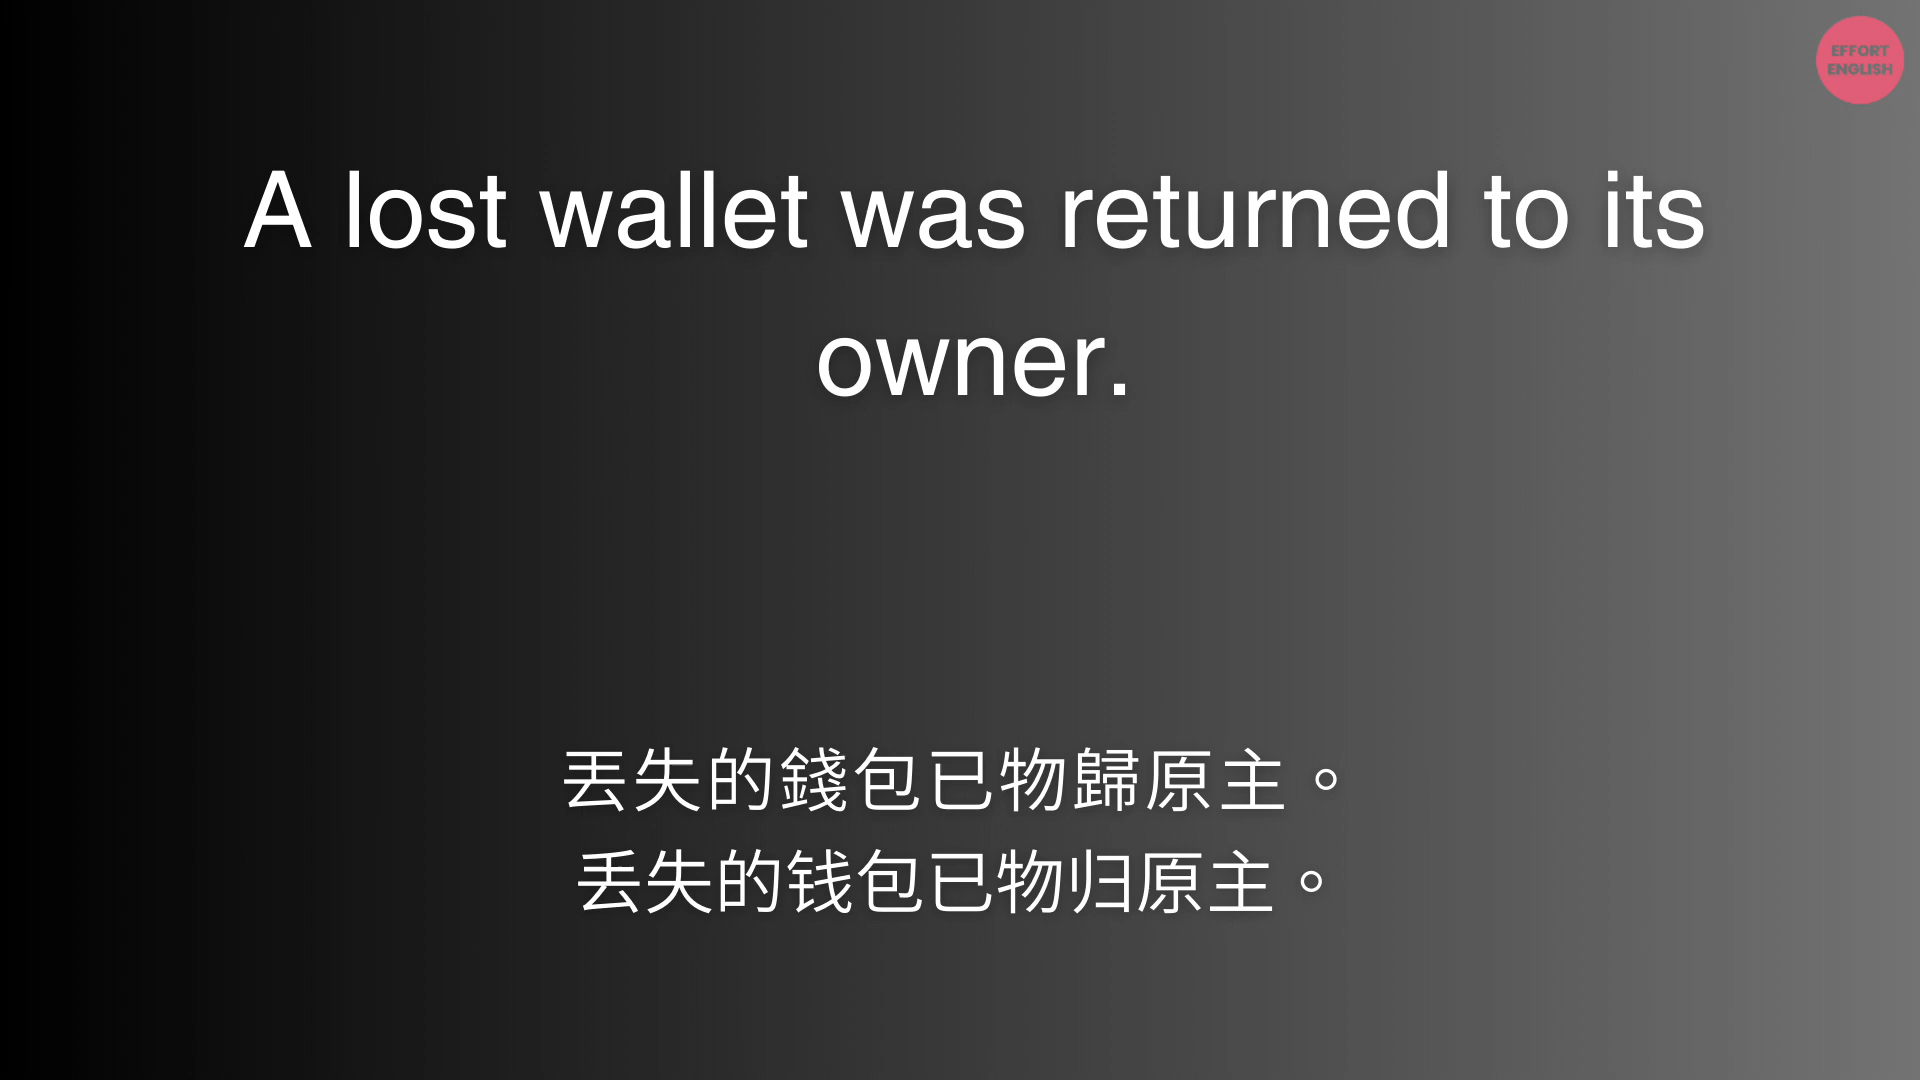 EFFORT
ENGLISH
A lost wallet was returned to its
owner.
丟失的錢包已物歸原主。
丢失的钱包已物归原主。